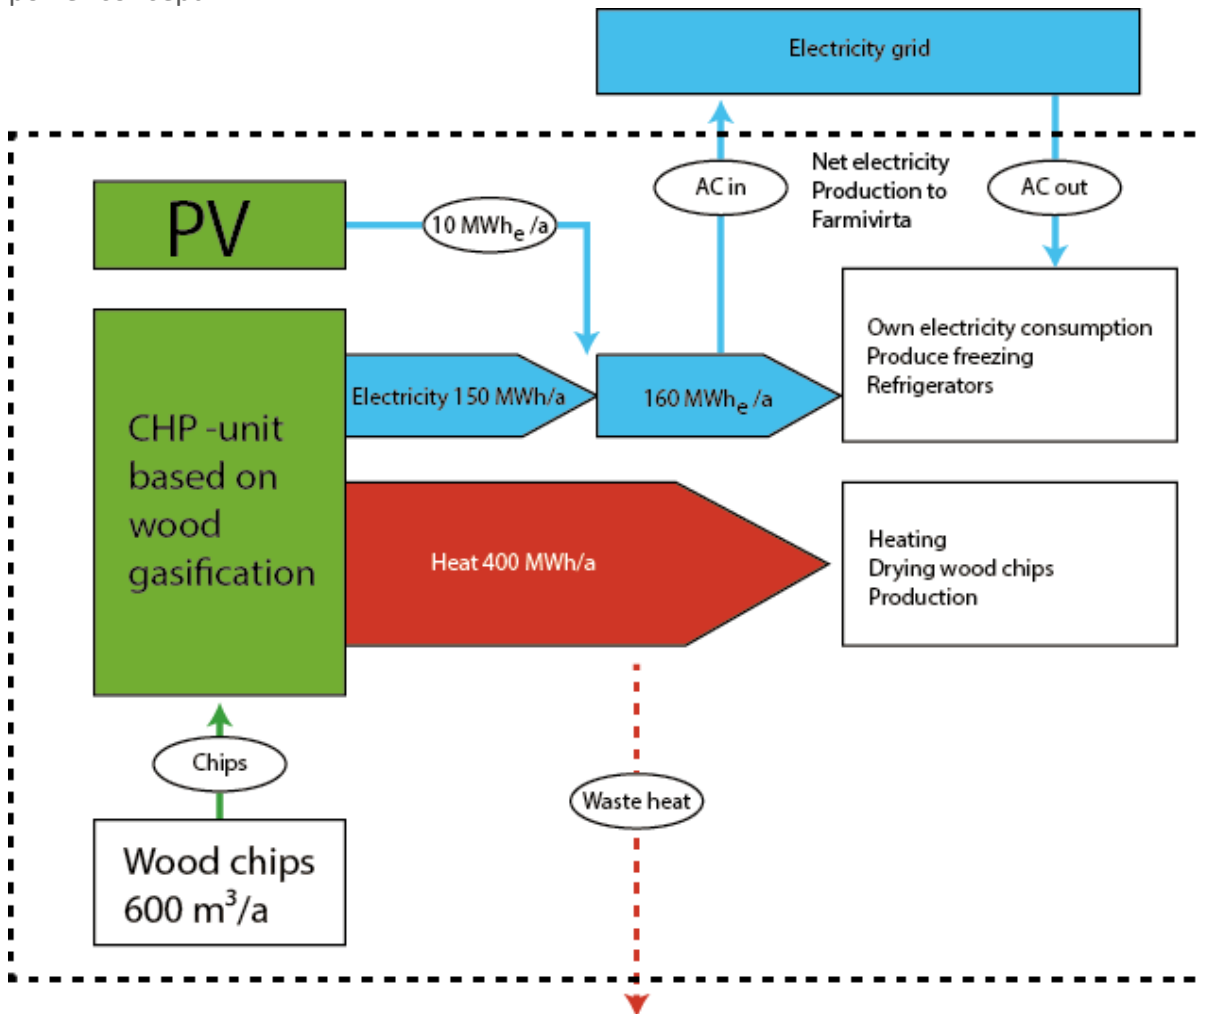 Electricity grid
AC in
Net electricity
Production to
Farmivirta
AC out
PV
10 MWhe /a
Own electricity consumption
Produce freezing
Refrigerators
Electricity 150 MWh/a
160 MWhe /a
CHP -unit
based on
wood
gasification
Heat 400 MWh/a
Heating
Drying wood chips
Production
Chips
Waste heat
Wood chips
600 m³/a